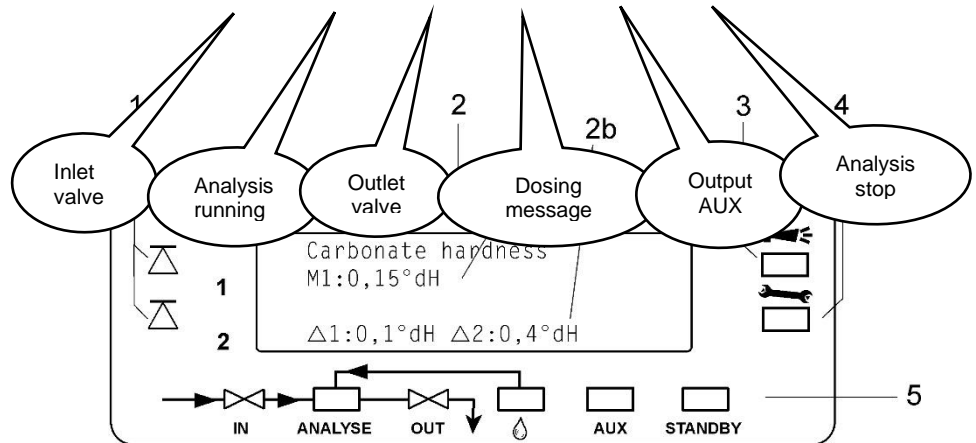 1 2 2b 3 4
Inlet
valve
Analysis
running
Outlet
valve
Dosing
message
Output
AUX
Analysis
stop
Carbonate hardness
M1:0,15°dH
1
2
△1:0,1°dH △2:0,4°dH
5
IN ANALYSE OUT AUX STANDBY